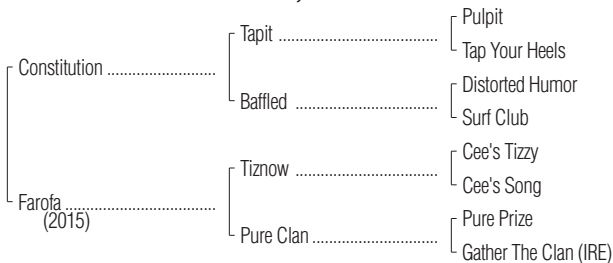 Pulpit
Tapit ......................................
Tap Your Heels
Constitution ..........................
Distorted Humor
Baffled ....................................
Surf Club
Cee's Tizzy
Tiznow ...................................
Cee's Song
Farofa ....................................
(2015)
Pure Prize
Pure Clan ..............................
Gather The Clan (IRE)